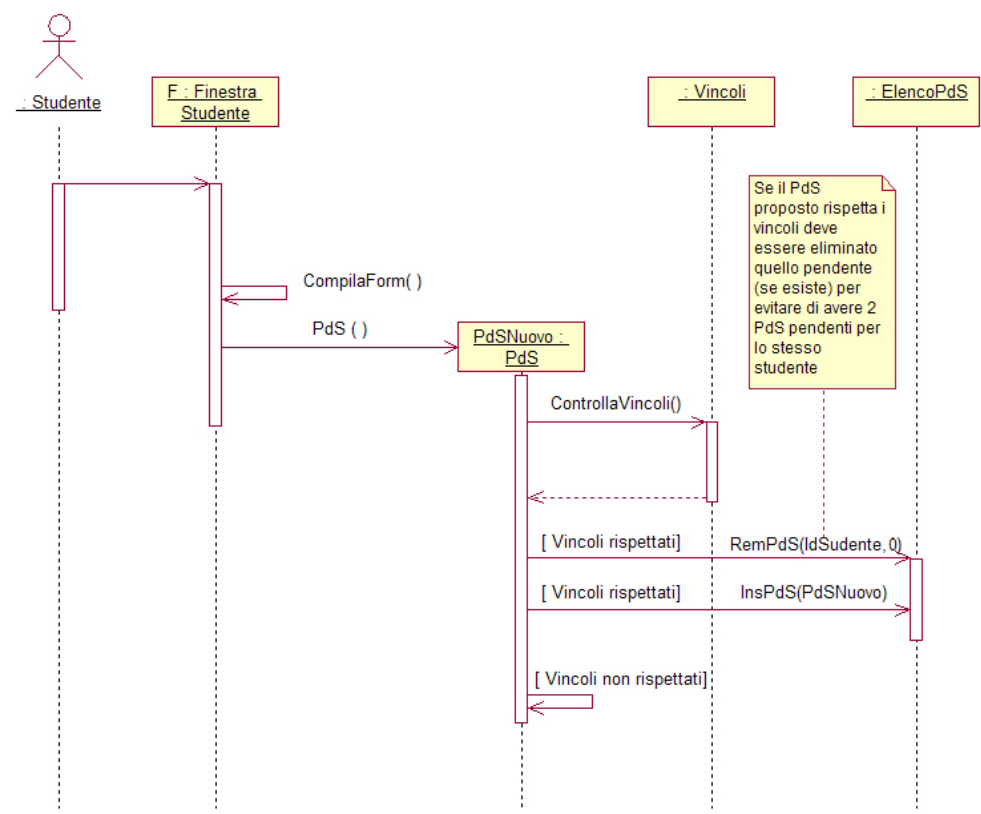 : Studente
F : Finestra
Studente
: Vincoli
: ElencoPdS
Se il PdS
proposto rispetta i
vincoli deve
essere eliminato
quello pendente
(se esiste) per
evitare di avere 2
PdS pendenti per
lo stesso
studente
CompilaForm( )
PdS ( )
PdSNuovo :
PdS
ControllaVincoli()
[ Vincoli rispettati] RemPdS(IdSudente, 0)
[ Vincoli rispettati] InsPdS(PdSNuovo)
[ Vincoli non rispettati]